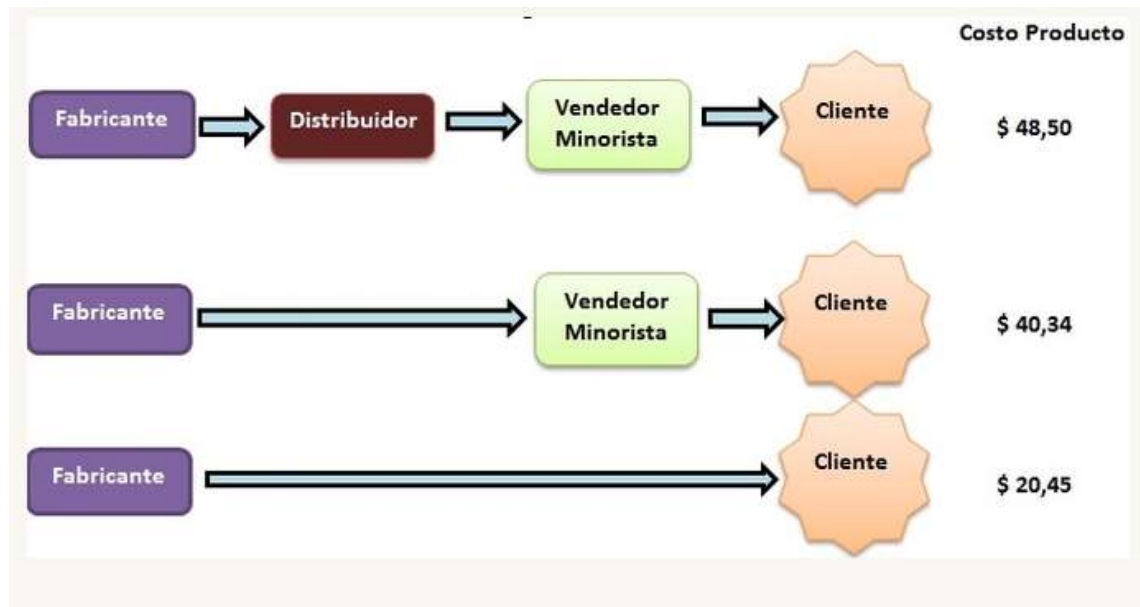 Costo Producto
Fabricante
Distribuidor
Vendedor
Minorista
Cliente
$ 48,50
Fabricante
Vendedor
Minorista
Cliente
$ 40,34
Fabricante
Cliente
$ 20,45